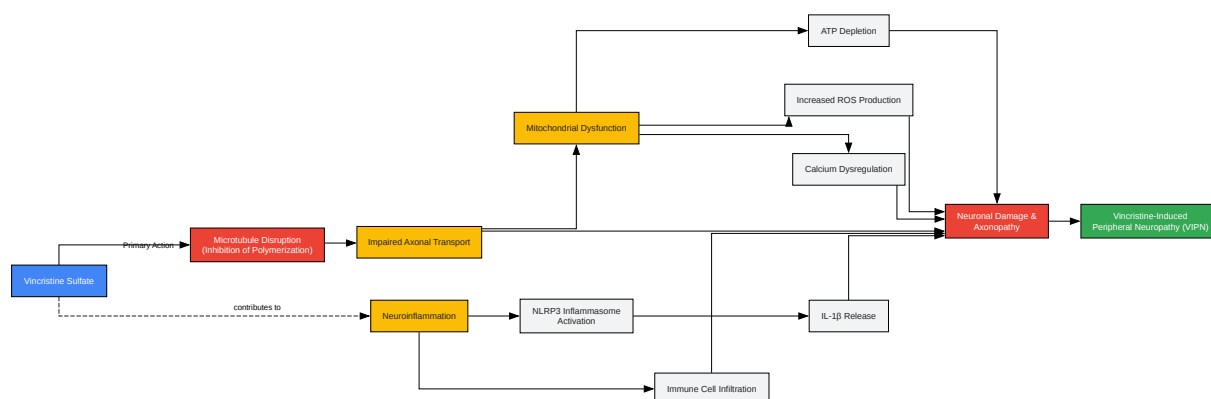 ATP Depletion
Increased ROS Production
Mitochondrial Dysfunction
Calcium Dysregulation
Neuronal Damage &
Axonopathy
Vincristine-Induced
Peripheral Neuropathy (VIPN)
Microtubule Disruption
(Inhibition of Polymerization)
Impaired Axonal Transport
Primary Action
Vincristine Sulfate
contributes to
Neuroinflammation
NLRP3 Inflammasome
Activation
IL-1β Release
Immune Cell Infiltration